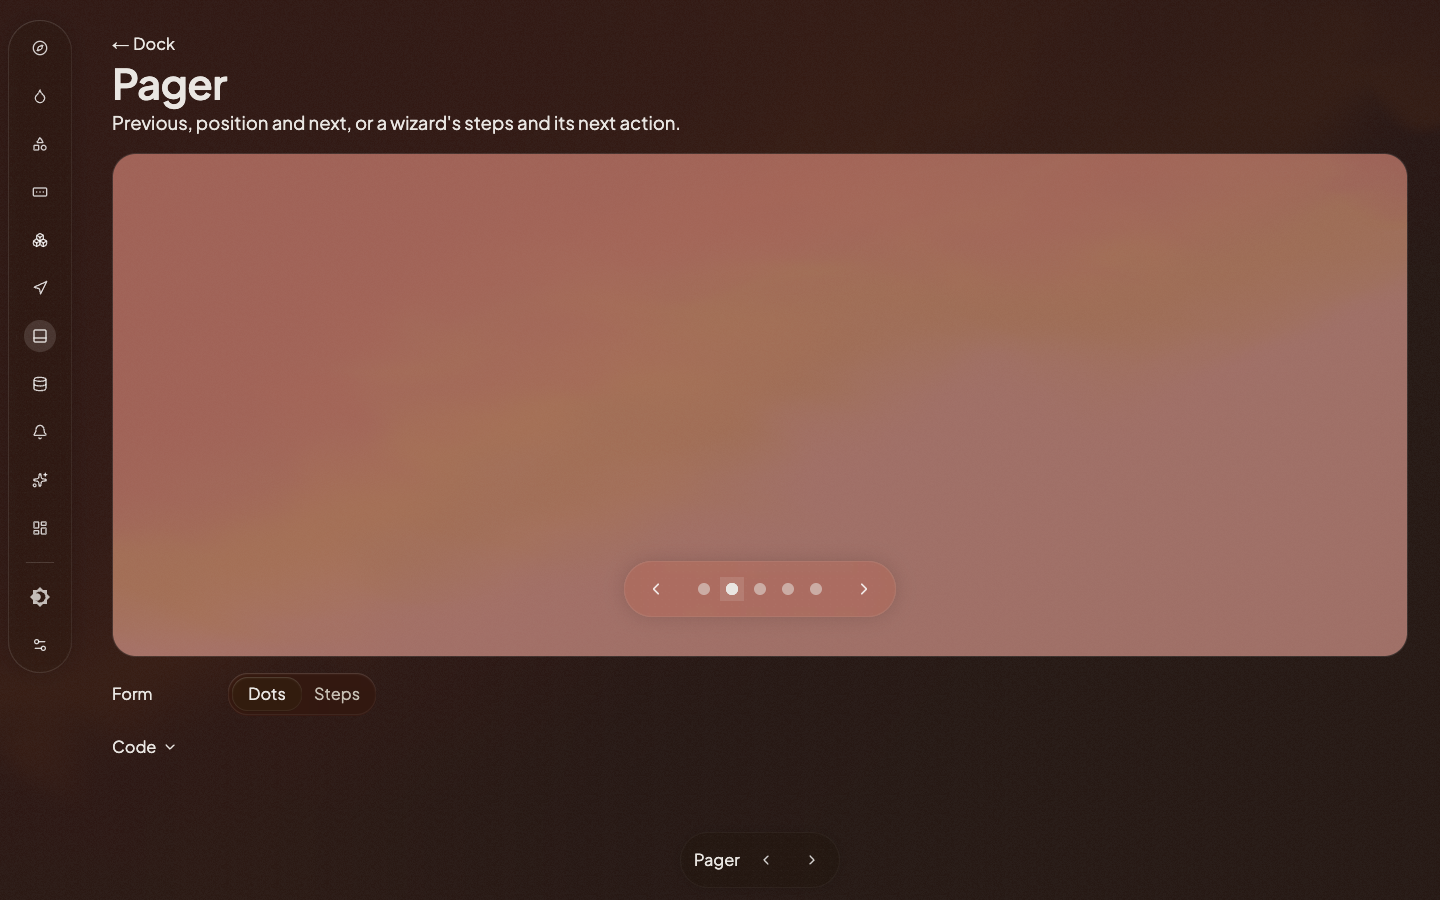 ← Dock
Pager
Previous, position and next, or a wizard's steps and its next action.
Form
Dots
Steps
Code
Pager